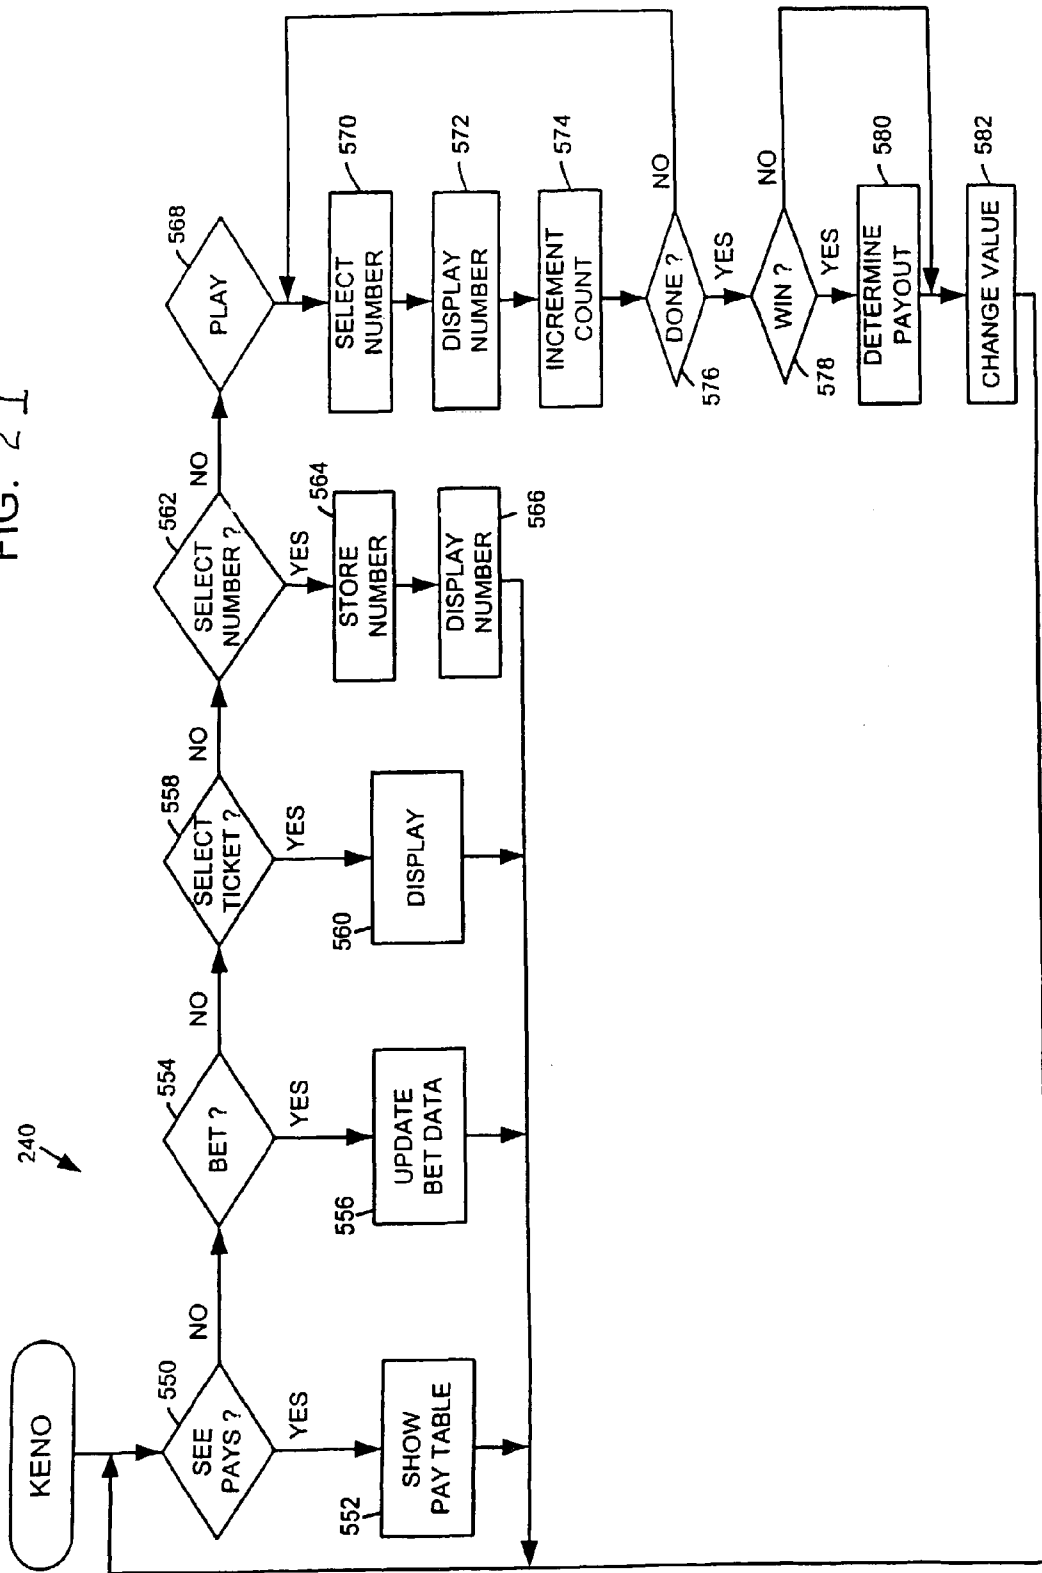 FIG. 21
240
KENO
550
SEE
PAYS ?
NO
YES
552
SHOW
PAY TABLE
554
BET ?
NO
YES
556
UPDATE
BET DATA
558
SELECT
TICKET ?
NO
YES
560
DISPLAY
562
SELECT
NUMBER ?
NO
YES
564
STORE
NUMBER
566
DISPLAY
NUMBER
568
PLAY
570
SELECT
NUMBER
572
DISPLAY
NUMBER
574
INCREMENT
COUNT
576
DONE ?
NO
YES
578
WIN ?
NO
YES
580
DETERMINE
PAYOUT
582
CHANGE VALUE